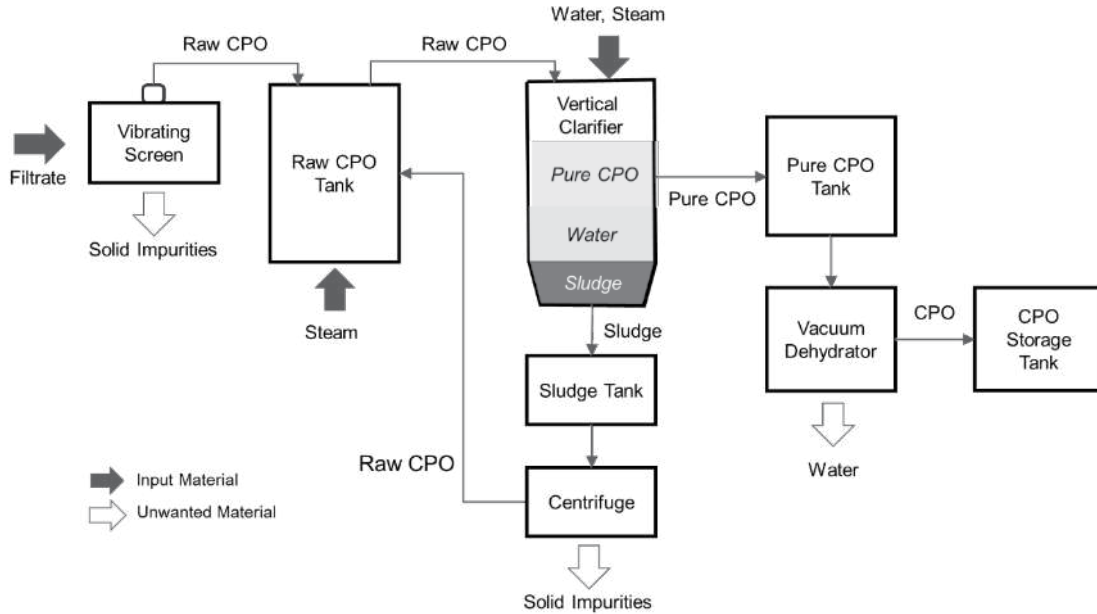 Water, Steam
Raw CPO
Raw CPO
Vertical
Clarifier
Vibrating
Screen
Filtrate
Raw CPO
Tank
Pure CPO
Pure CPO
Pure CPO
Tank
Solid Impurities
Water
Sludge
Steam
Sludge
Vacuum
Dehydrator
CPO
CPO
Storage
Tank
Sludge Tank
Raw CPO
Water
Input Material
Unwanted Material
Centrifuge
Solid Impurities